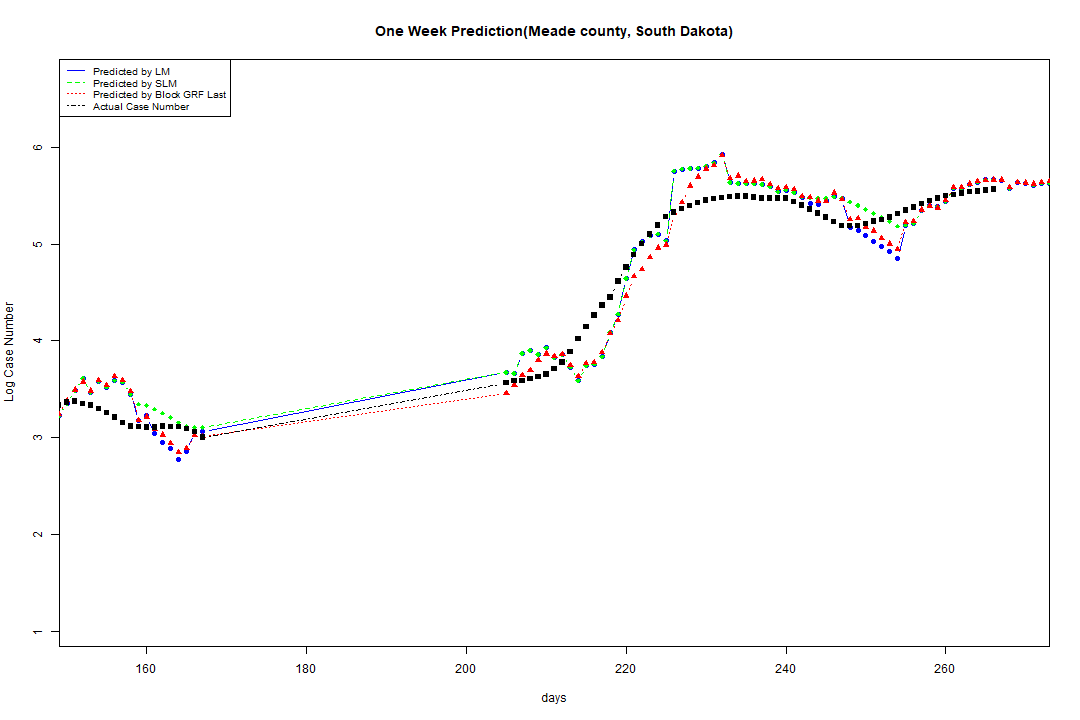 One Week Prediction(Meade county, South Dakota)
Predicted by LM
Predicted by SLM
Predicted by Block GRF Last
Actual Case Number
Log Case Number
6
5
4
3
2
1
160 180 200 220 240 260
days